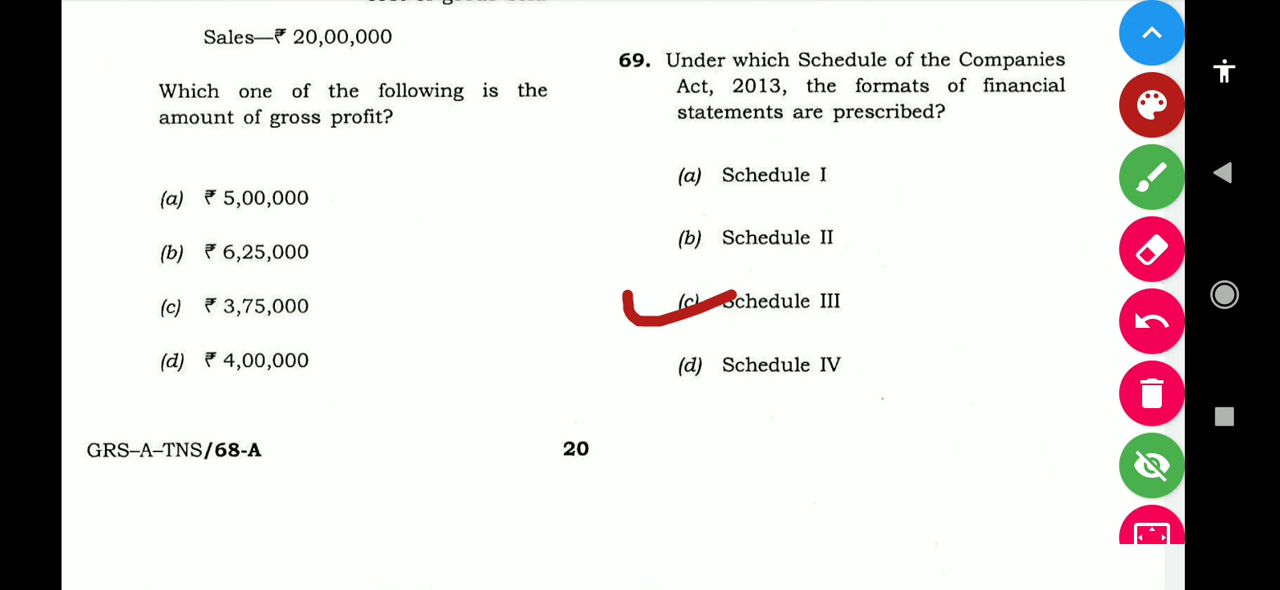 Sales—₹ 20,00,000
Which one of the following is the
amount of gross profit?
(a) ₹ 5,00,000
(b) ₹ 6,25,000
(c) ₹ 3,75,000
(d) ₹ 4,00,000
GRS–A–TNS/68-A
69. Under which Schedule of the Companies
Act, 2013, the formats of financial
statements are prescribed?
(a) Schedule I
(b) Schedule II
(c) Schedule III
(d) Schedule IV
20